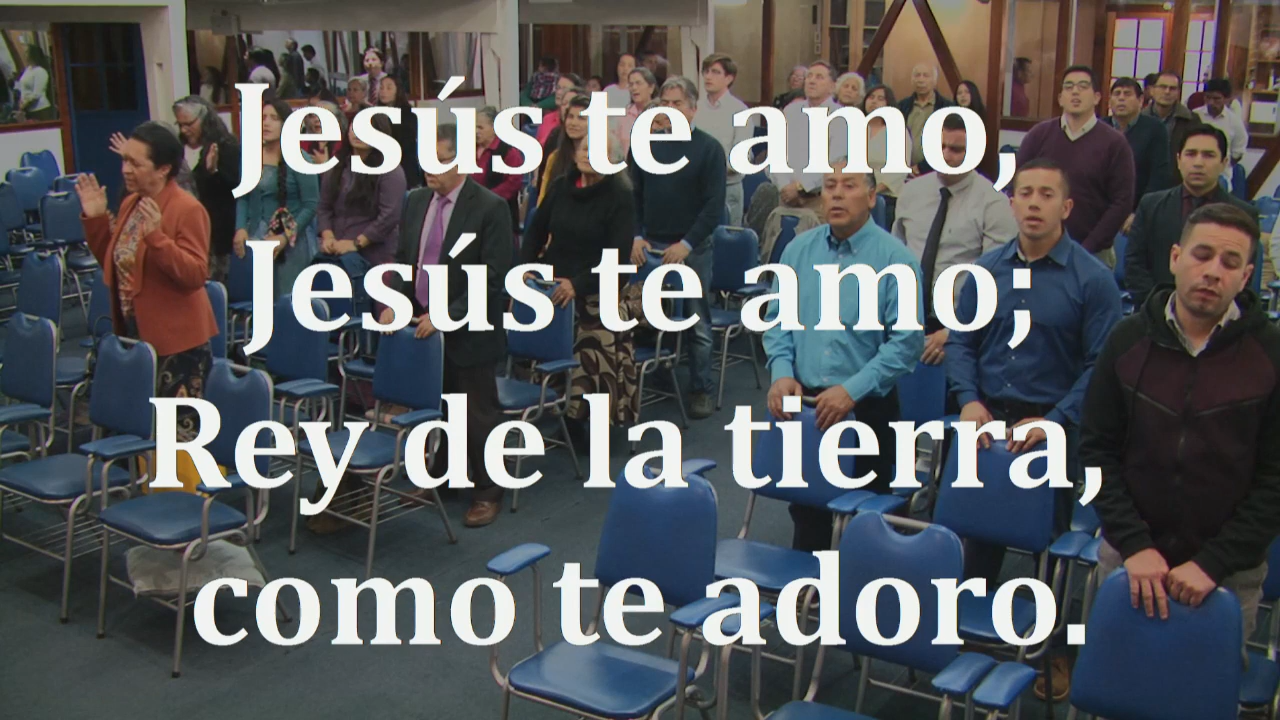 Jesús te amo,
Jesús te amo;
Rey de la tierra,
como te adoro.